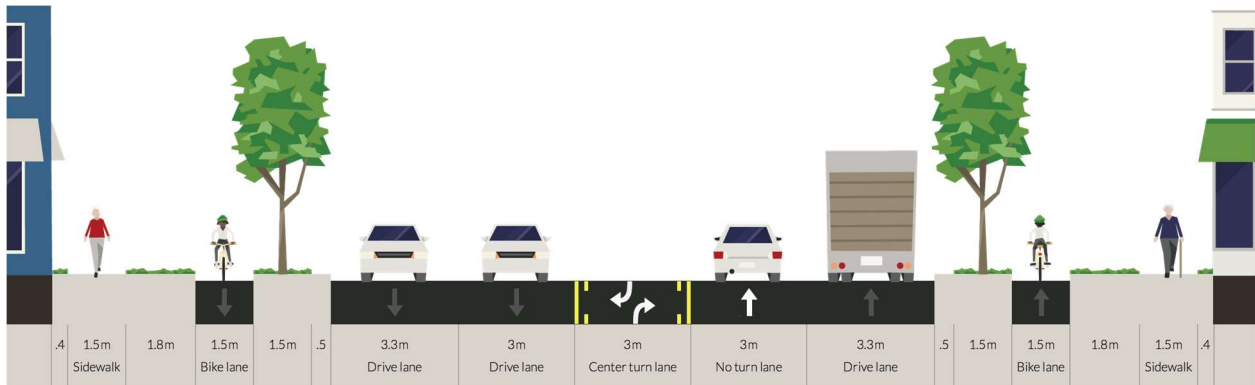 .4
1.5m
1.8m
1.5m
1.5m
.5
3.3m
3m
3m
3m
3.3m
.5
1.5m
1.5m
1.8m
1.5m
.4
Sidewalk
Bike lane
Drive lane
Drive lane
Center turn lane
No turn lane
Drive lane
Bike lane
Sidewalk